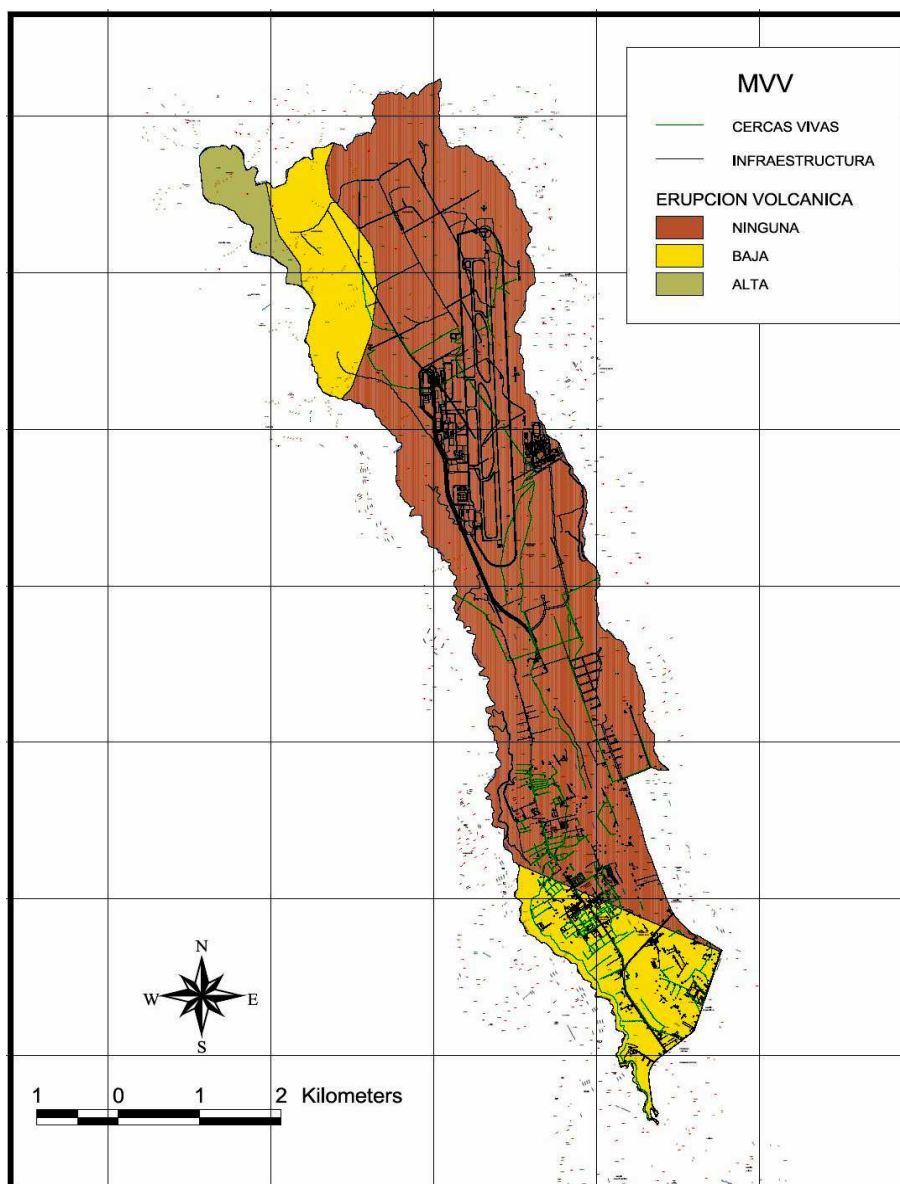 MVV
CERCAS VIVAS
INFRAESTRUCTURA
ERUPCION VOLCANICA
NINGUNA
BAJA
ALTA
N
W E
S
1 0 1 2 Kilometers